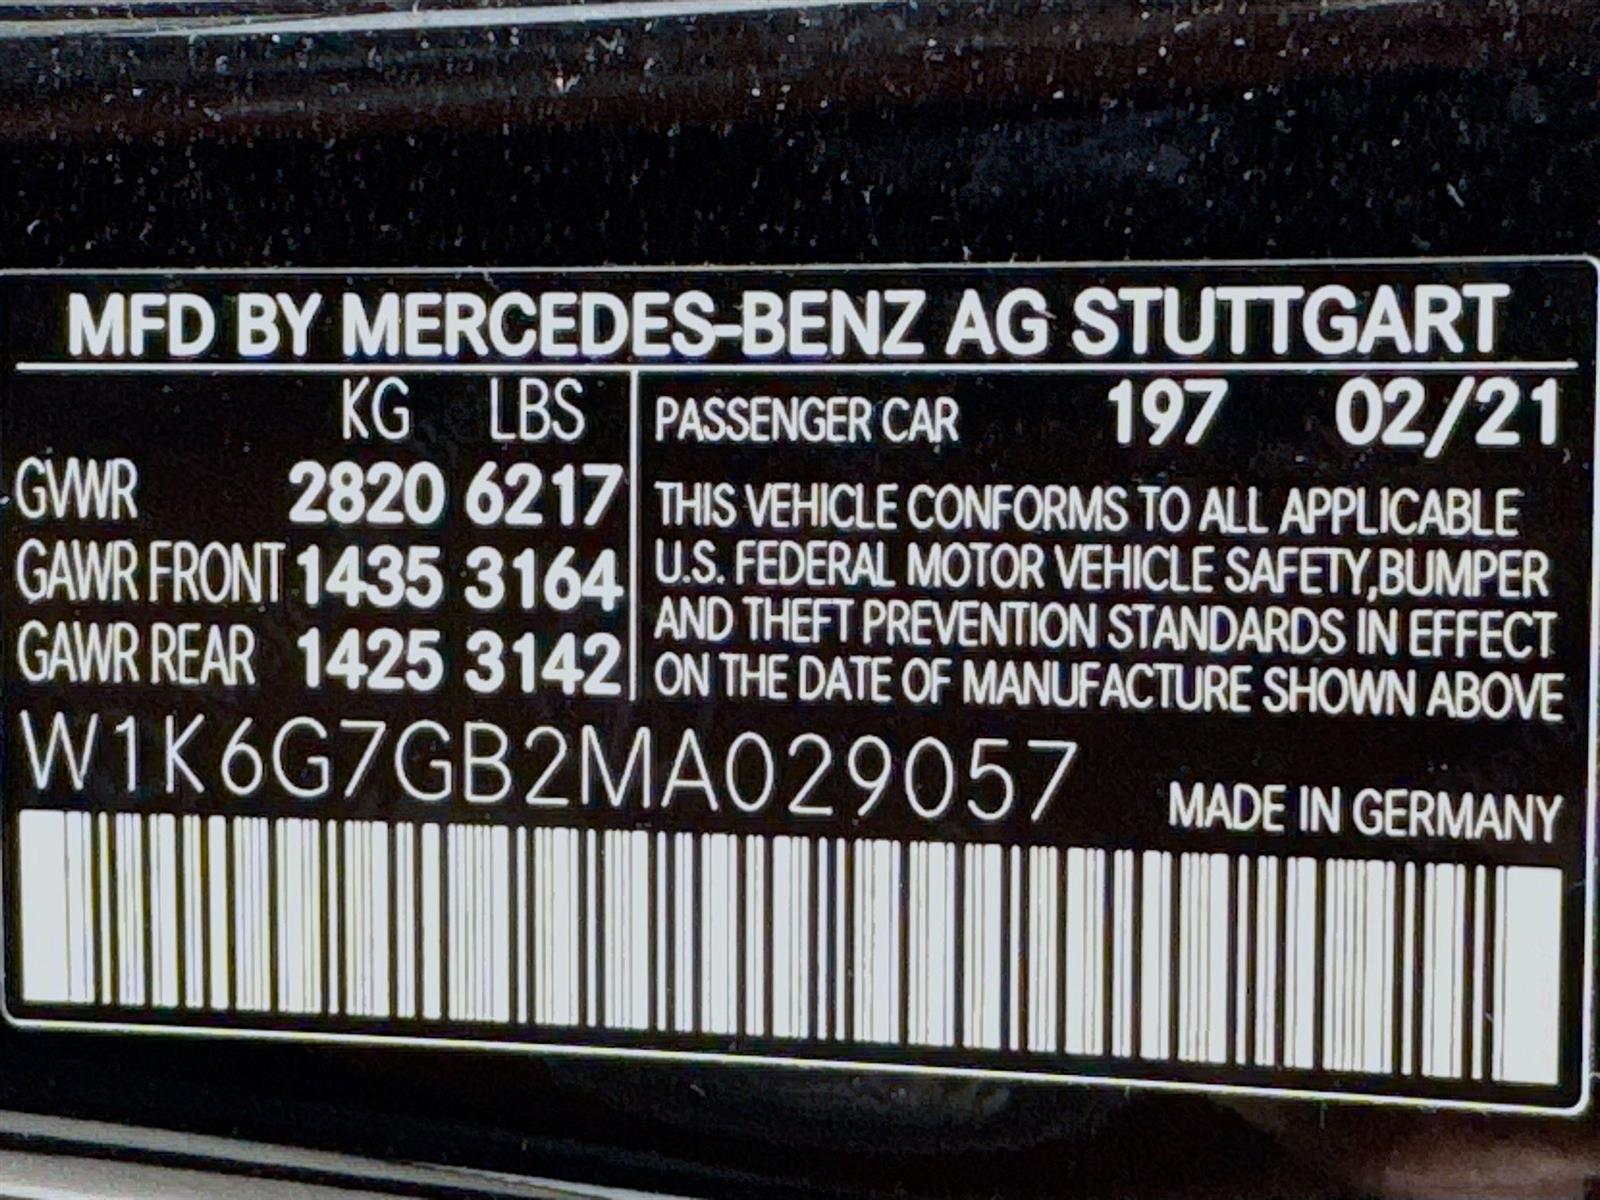 MFD BY MERCEDES-BENZ AG STUTTGART
KG LBS
GVWR 2820 6217
GAWR FRONT 1435 3164
GAWR REAR 1425 3142
PASSENGER CAR 197 02/21
THIS VEHICLE CONFORMS TO ALL APPLICABLE
U.S. FEDERAL MOTOR VEHICLE SAFETY,BUMPER
AND THEFT PREVENTION STANDARDS IN EFFECT
ON THE DATE OF MANUFACTURE SHOWN ABOVE
W1K6G7GB2MA029057
MADE IN GERMANY